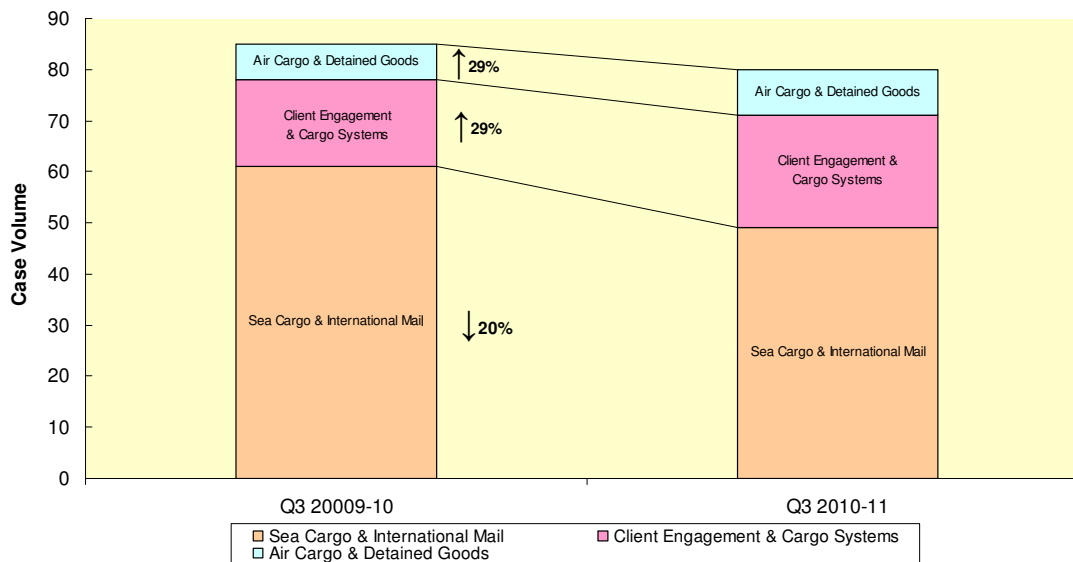 90
80
70
60
50
40
30
20
10
0
Case Volume
Air Cargo & Detained Goods
↑29%
Client Engagement
& Cargo Systems
↑29%
Sea Cargo & International Mail
↓20%
Air Cargo & Detained Goods
Client Engagement &
Cargo Systems
Sea Cargo & International Mail
Q3 20009-10
Q3 2010-11
Sea Cargo & International Mail
Client Engagement & Cargo Systems
Air Cargo & Detained Goods